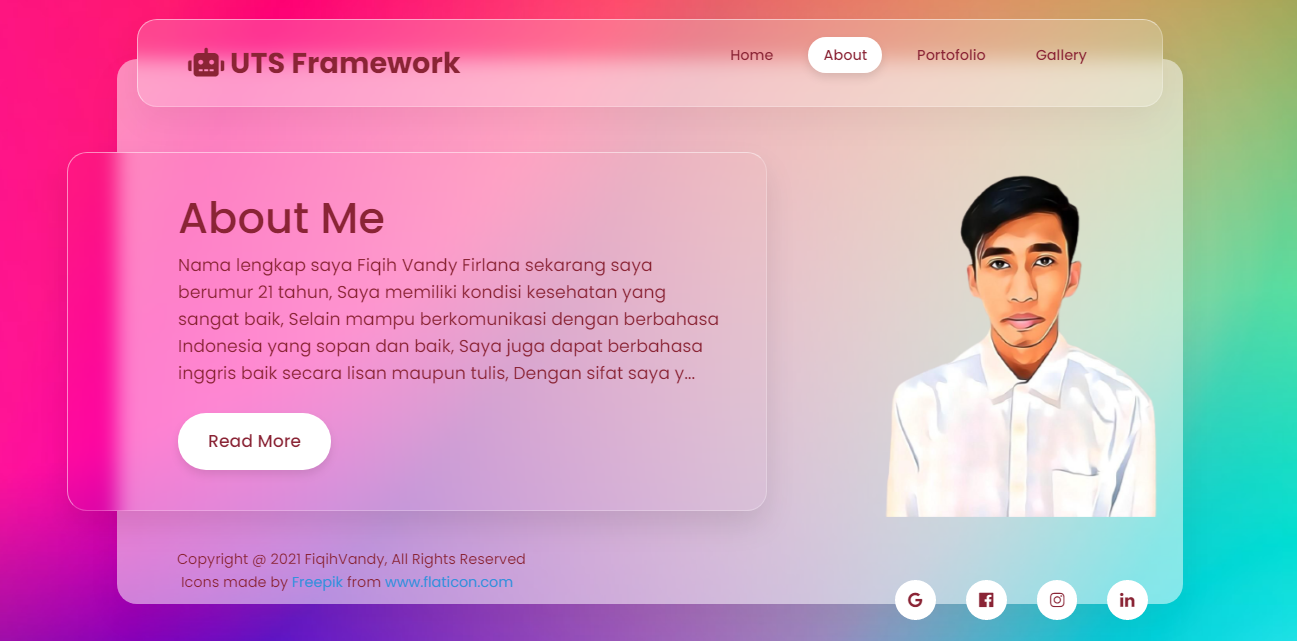 UTS Framework
Home
About
Portofolio
Gallery
About Me
Nama lengkap saya Fiqih Vandy Firlana sekarang saya
berumur 21 tahun, Saya memiliki kondisi kesehatan yang
sangat baik, Selain mampu berkomunikasi dengan berbahasa
Indonesia yang sopan dan baik, Saya juga dapat berbahasa
inggris baik secara lisan maupun tulis, Dengan sifat saya y...
Read More
Copyright @ 2021 FiqihVandy, All Rights Reserved
Icons made by Freepik from www.flaticon.com